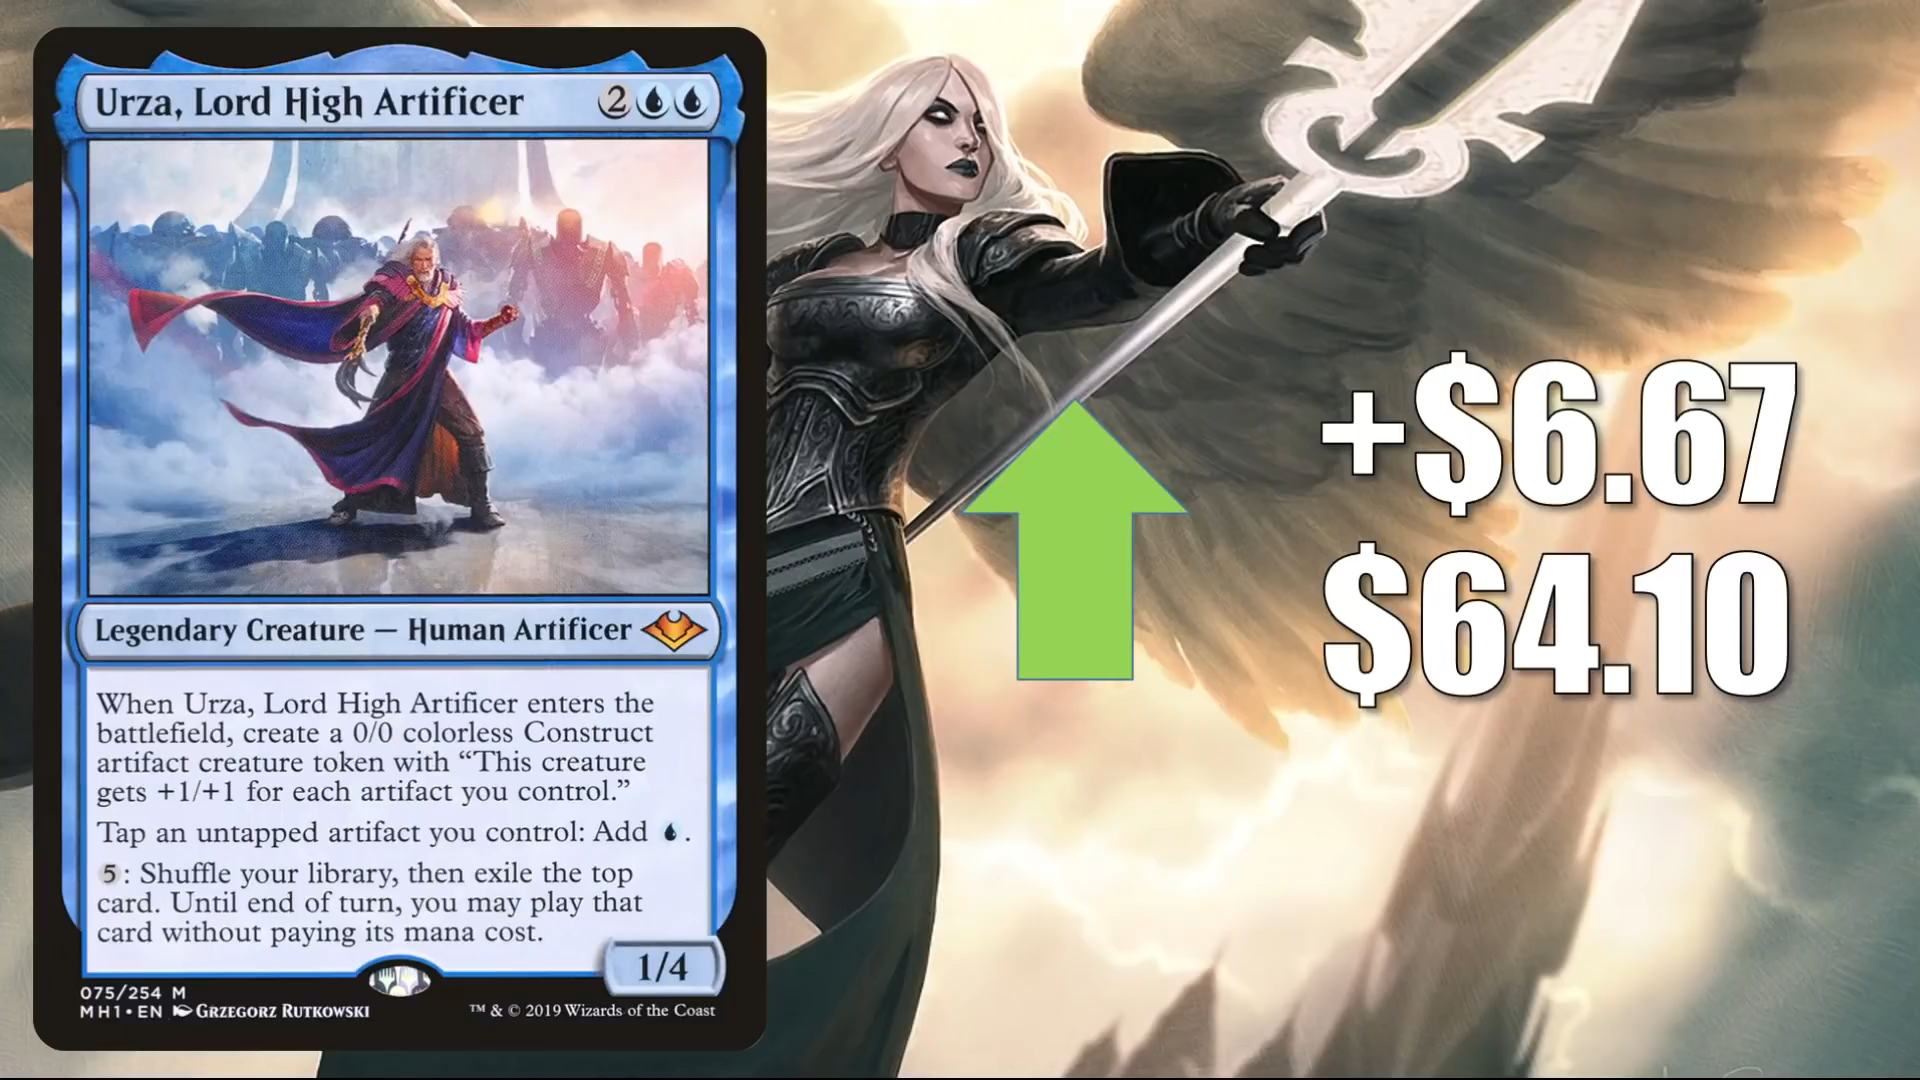 Urza, Lord High Artificer 2
Legendary Creature — Human Artificer
When Urza, Lord High Artificer enters the
battlefield, create a 0/0 colorless Construct
artifact creature token with “This creature
gets +1/+1 for each artifact you control.”
Tap an untapped artifact you control: Add .
5: Shuffle your library, then exile the top
card. Until end of turn, you may play that
card without paying its mana cost.
1/4
075/254 M
MH1•EN GRZEGORZ RUTKOWSKI
™ & © 2019 Wizards of the Coast
+$6.67
$64.10